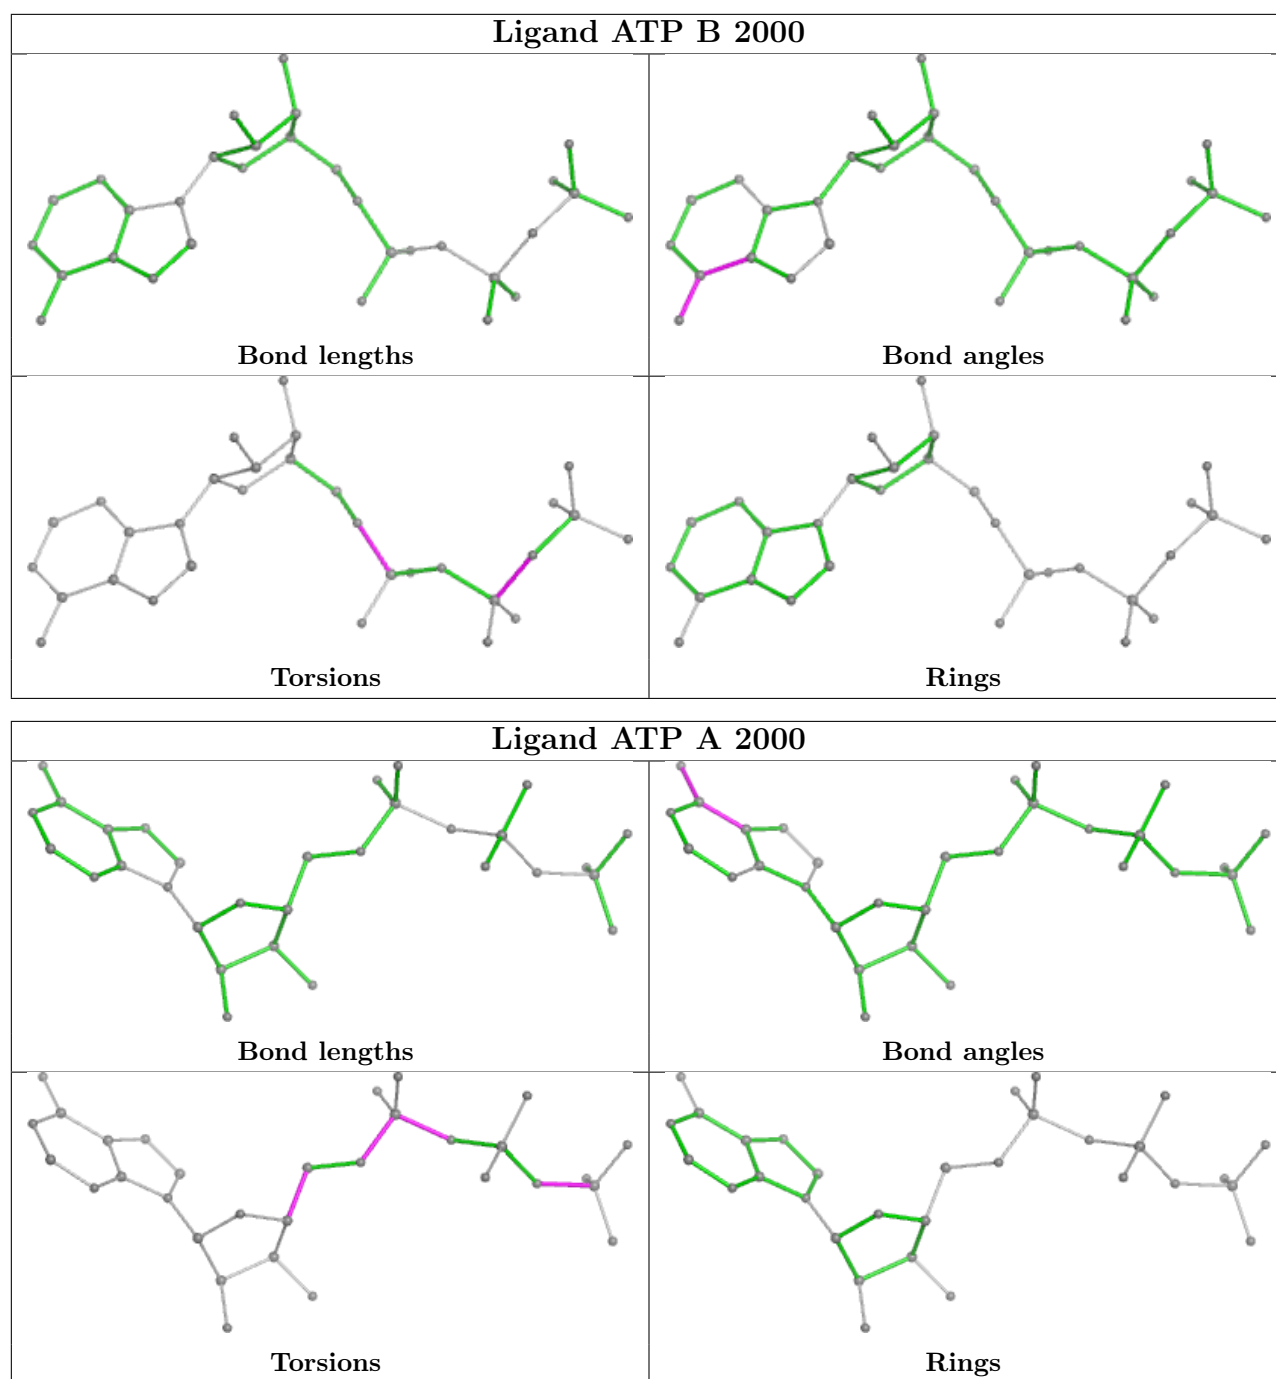 Ligand ATP B 2000
Bond lengths
Bond angles
Torsions
Rings
Ligand ATP A 2000
Bond lengths
Bond angles
Torsions
Rings